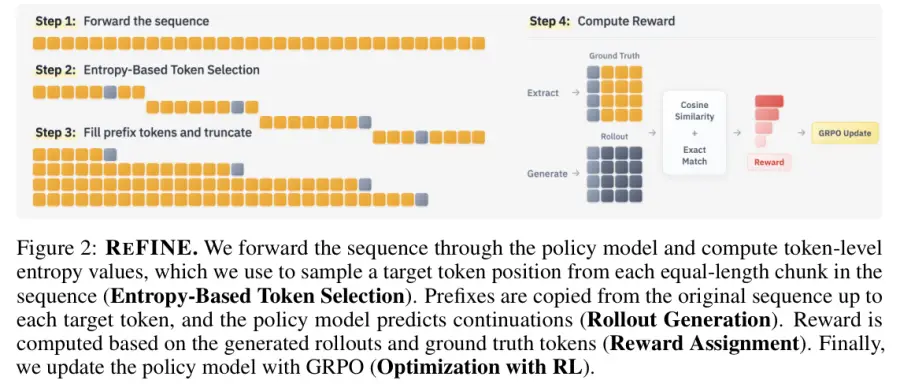 Step 1: Forward the sequence
Step 2: Entropy-Based Token Selection
Step 3: Fill prefix tokens and truncate
Step 4: Compute Reward
Ground Truth
Extract
Rollout
Generate
Cosine
Similarity
+
Exact
Match
Reward
GRPO Update
Figure 2: REFINE. We forward the sequence through the policy model and compute token-level
entropy values, which we use to sample a target token position from each equal-length chunk in the
sequence (Entropy-Based Token Selection). Prefixes are copied from the original sequence up to
each target token, and the policy model predicts continuations (Rollout Generation). Reward is
computed based on the generated rollouts and ground truth tokens (Reward Assignment). Finally,
we update the policy model with GRPO (Optimization with RL).